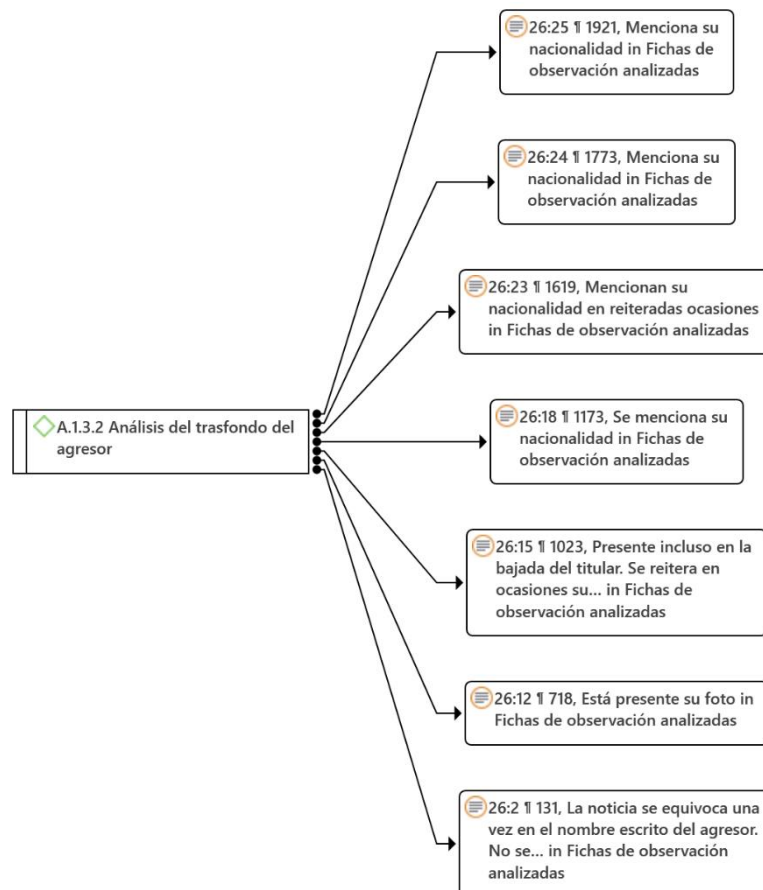 26:25 ¶ 1921, Menciona su
nacionalidad in Fichas de
observación analizadas
26:24 ¶ 1773, Menciona su
nacionalidad in Fichas de
observación analizadas
26:23 ¶ 1619, Mencionan su
nacionalidad en reiteradas ocasiones
in Fichas de observación analizadas
A.1.3.2 Análisis del trasfondo del
agresor
26:18 ¶ 1173, Se menciona su
nacionalidad in Fichas de
observación analizadas
26:15 ¶ 1023, Presente incluso en la
bajada del titular. Se reitera en
ocasiones su... in Fichas de
observación analizadas
26:12 ¶ 718, Está presente su foto in
Fichas de observación analizadas
26:2 ¶ 131, La noticia se equivoca una
vez en el nombre escrito del agresor.
No se... in Fichas de observación
analizadas